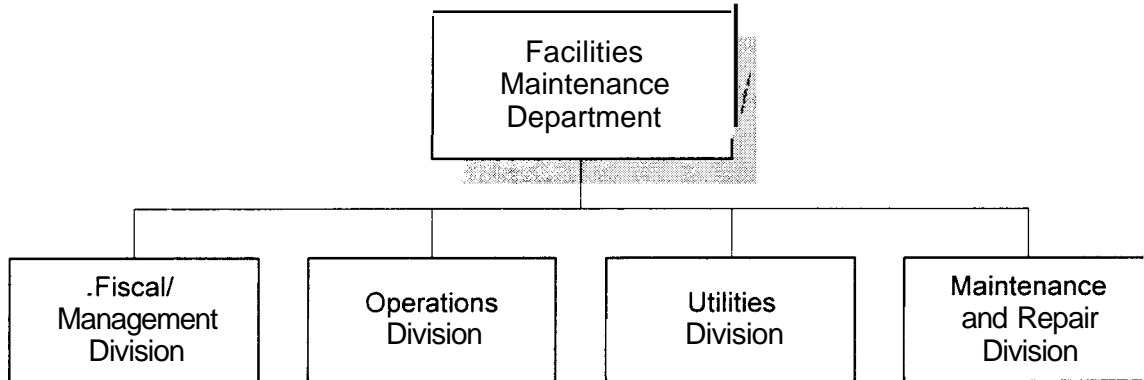 Facilities
Maintenance
Department
.Fiscal/
Management
Division
Operations
Division
Utilities
Division
Maintenance
and Repair
Division